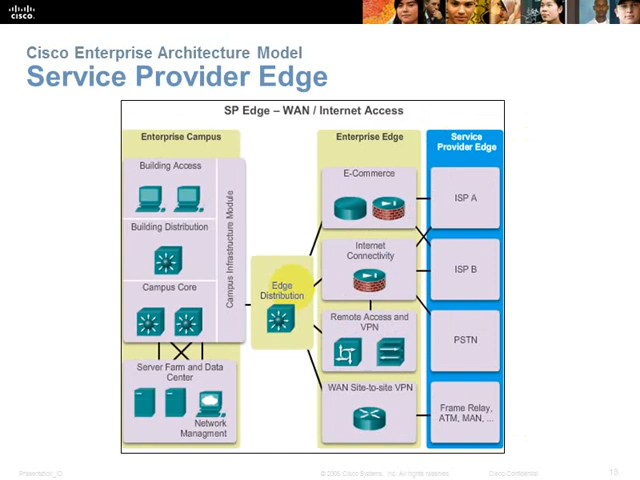 CISCO
Cisco Enterprise Architecture Model
Service Provider Edge
SP Edge – WAN / Internet Access
Enterprise Campus
Building Access
Building Distribution
Campus Core
Campus Infrastructure Module
Server Farm and Data
Center
Network
Managment
Edge
Distribution
Enterprise Edge
E-Commerce
Internet
Connectivity
Remote Access and
VPN
WAN Site-to-site VPN
Service
Provider Edge
ISP A
ISP B
PSTN
Frame Relay,
ATM, MAN, ...
Presentation_ID
Cisco Systems, Inc. All rights reserved.
Cisco Confidential